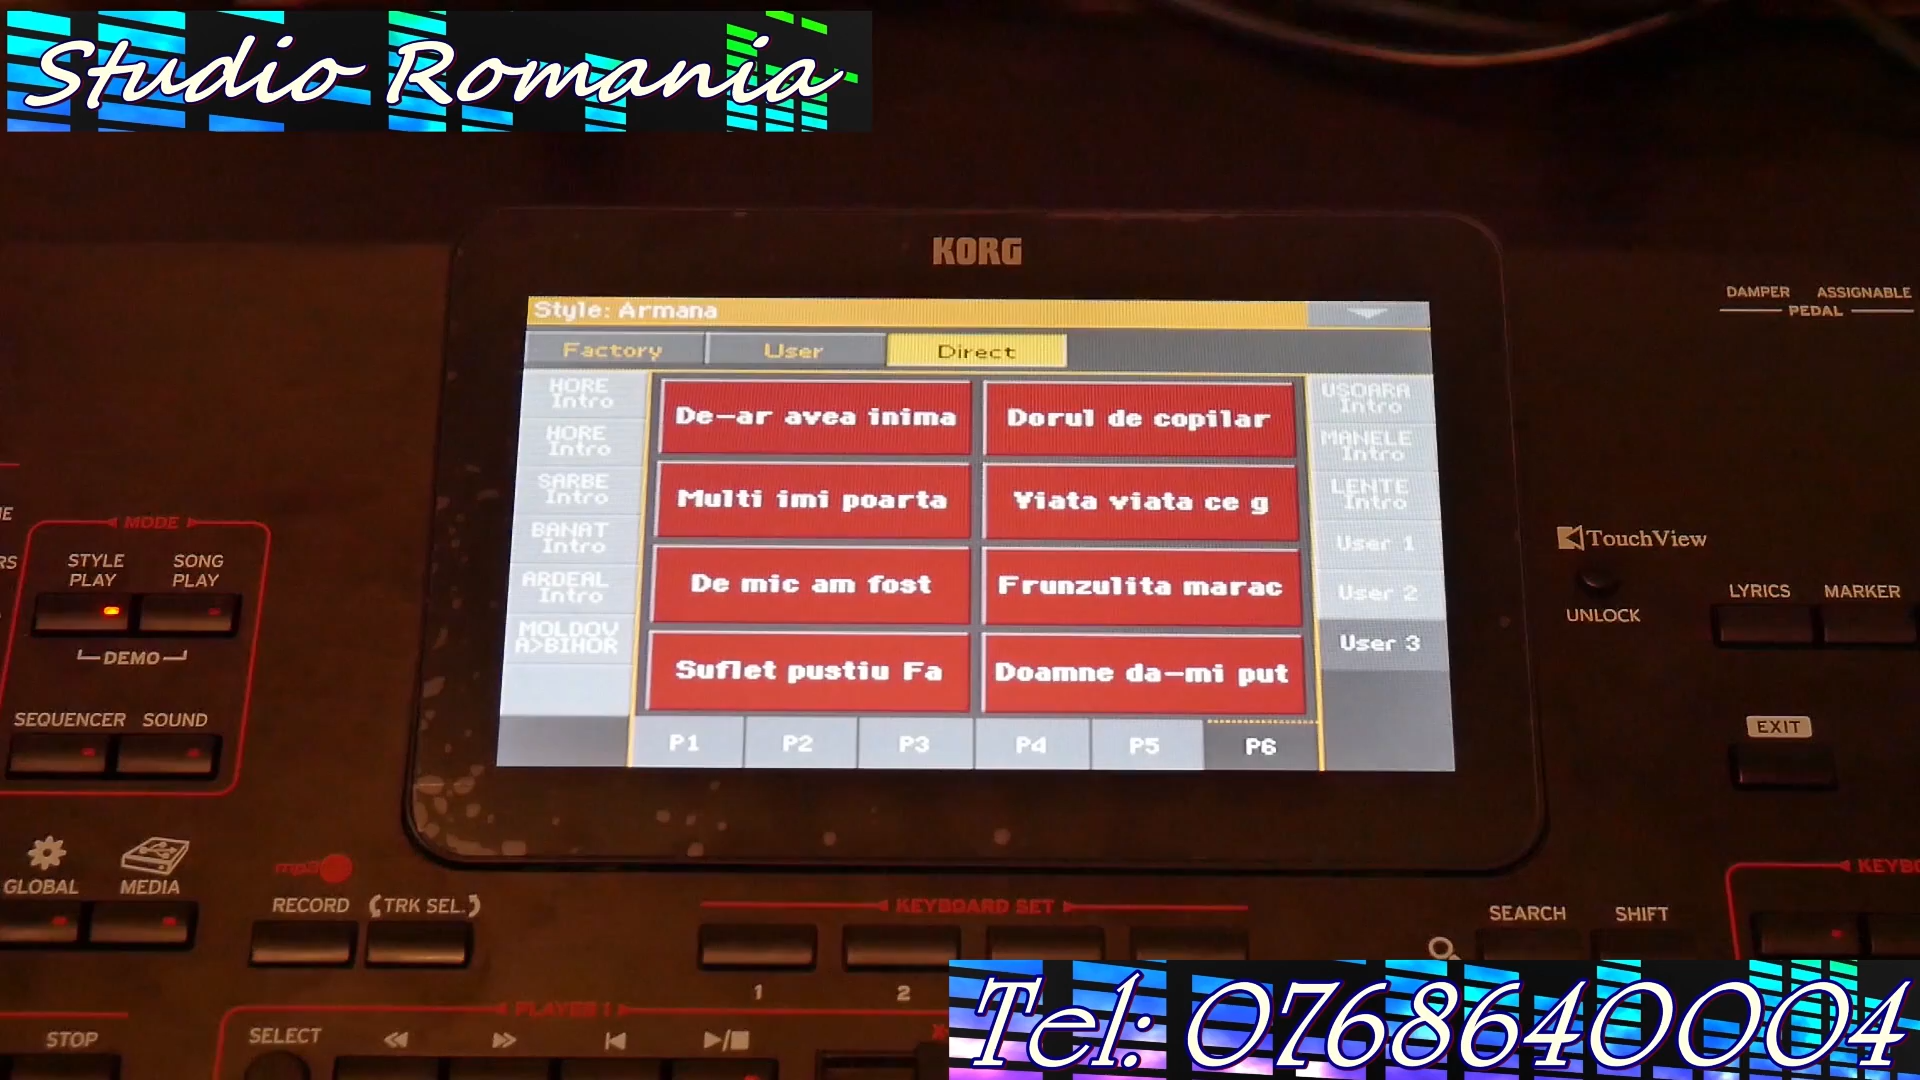 Studio Romania
KORG
DAMPER ASSIGNABLE
PEDAL
Style: Armana
Factory User Direct
HORE
Intro
HORE
Intro
SARBE
Intro
BANAT
Intro
ARDEAL
Intro
MOLDOV
A>BIHOR
De-ar avea inima
Dorul de copilar
Multi imi poarta
Viata viata ce g
De mic am fost
Frunzulita marac
Suflet pustiu Fa
Doamne da-mi put
USOARA
Intro
MANELE
Intro
LENTE
Intro
User 1
User 2
User 3
P1 P2 P3 P4 P5 P6
MODE
STYLE PLAY
SONG PLAY
DEMO
SEQUENCER SOUND
TouchView
UNLOCK
LYRICS MARKER
EXIT
GLOBAL MEDIA
mp3
RECORD
TRK SEL.
KEYBOARD SET
1 2
SEARCH SHIFT
STOP
PLAYER 1
SELECT
Tel: 0768640004